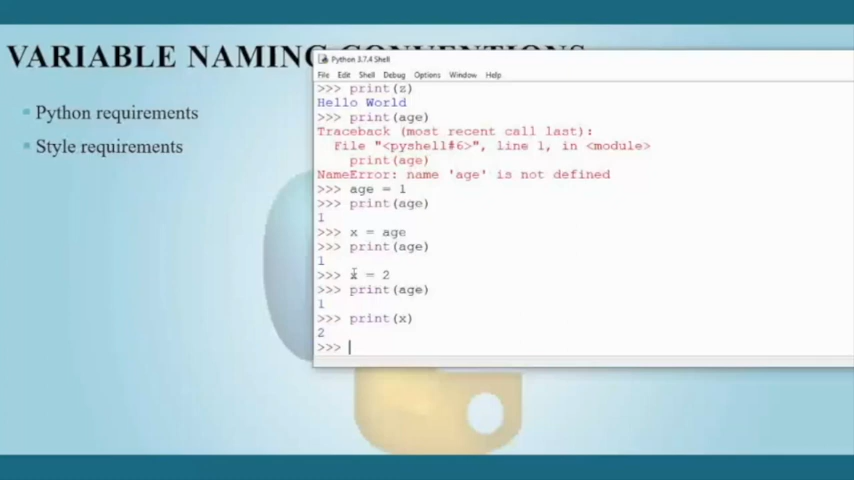 VARIABLE NAMING CONVENTIONS
Python requirements
Style requirements
Python 3.7.4 Shell
File Edit Shell Debug Options Window Help
>>> print(z)
Hello World
>>> print(age)
Traceback (most recent call last):
  File "<pyshell#6>", line 1, in <module>
    print(age)
NameError: name 'age' is not defined
>>> age = 1
>>> print(age)
1
>>> x = age
>>> print(age)
1
>>> x = 2
>>> print(age)
1
>>> print(x)
2
>>>